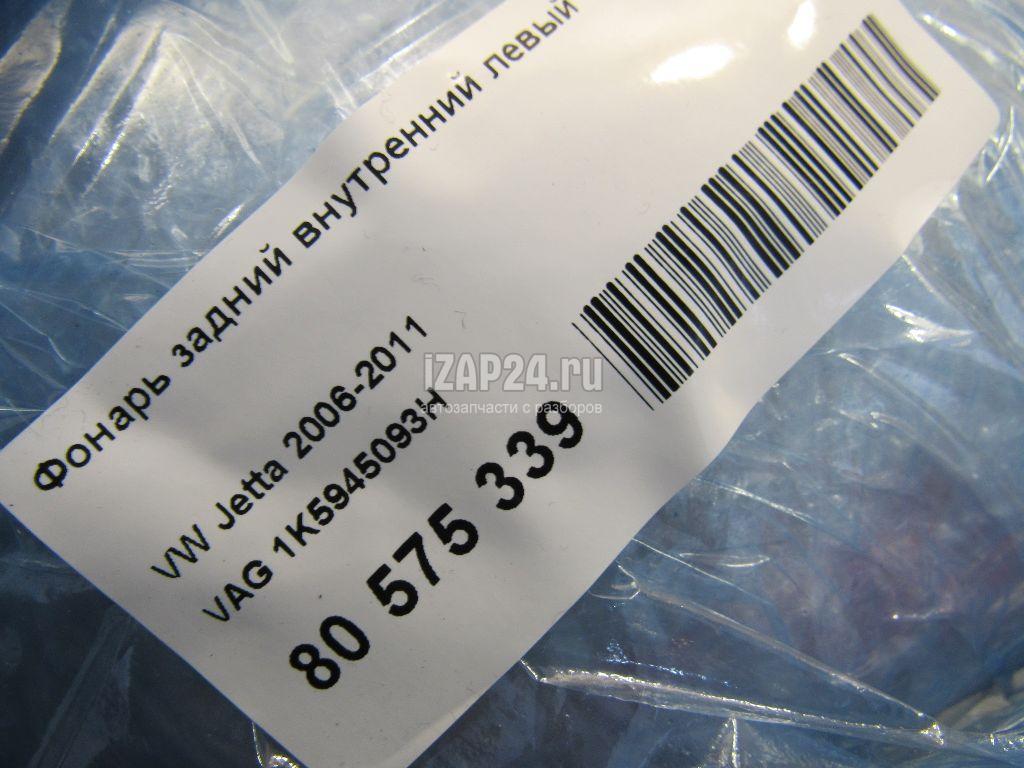 Фонарь задний внутренний левый
VW Jetta 2006-2011
VAG 1K5945093H
80 575 339
iZAP24.ru
автозапчасти с разборов